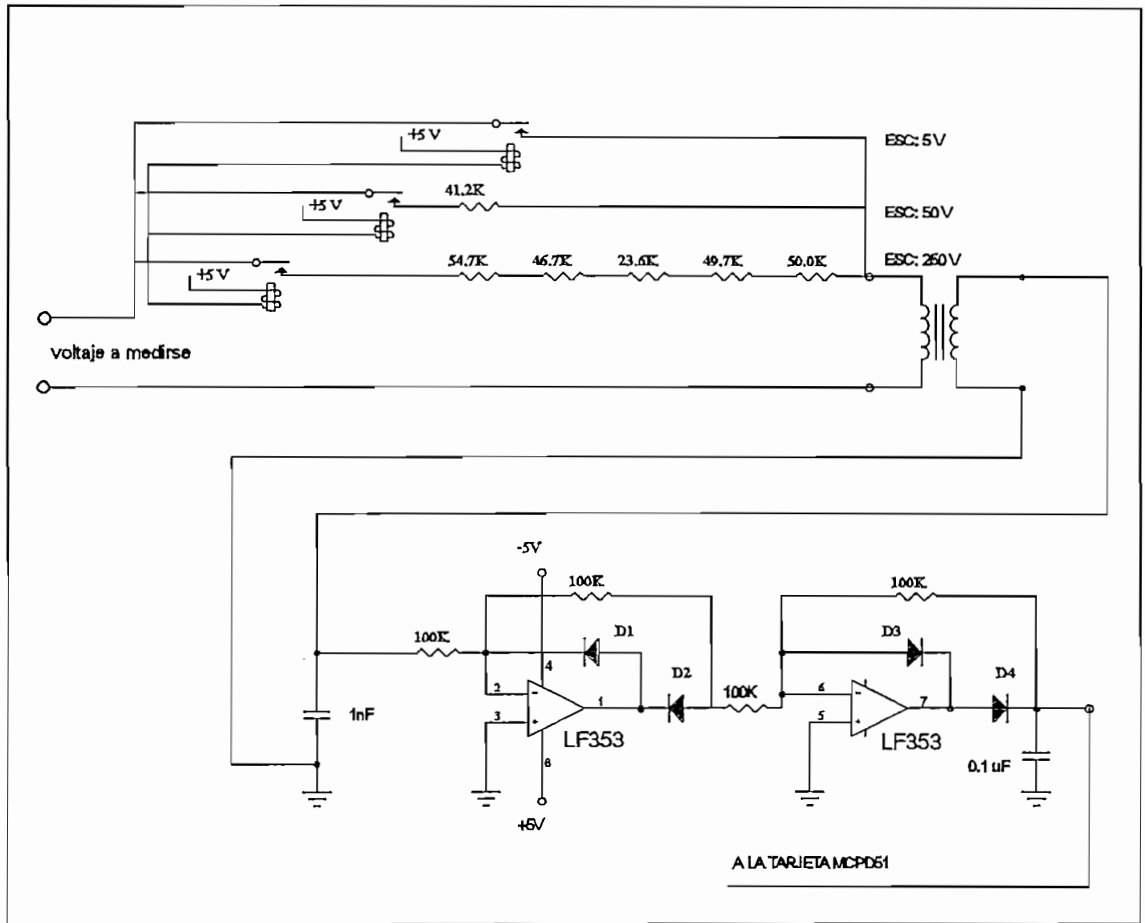 +5 V
ESC: 5V
41.2K
+5 V
ESC: 50V
54.7K 46.7K 23.6K 49.7K 50.0K
ESC: 250V
+5 V
voltaje a medirse
-5V
100K
100K
100K
D1
D3
4
D2
D4
100K
2
1
6
7
3
5
1nF
LF353
LF353
0.1 uF
8
+5V
A LA TARJETA MCPD51